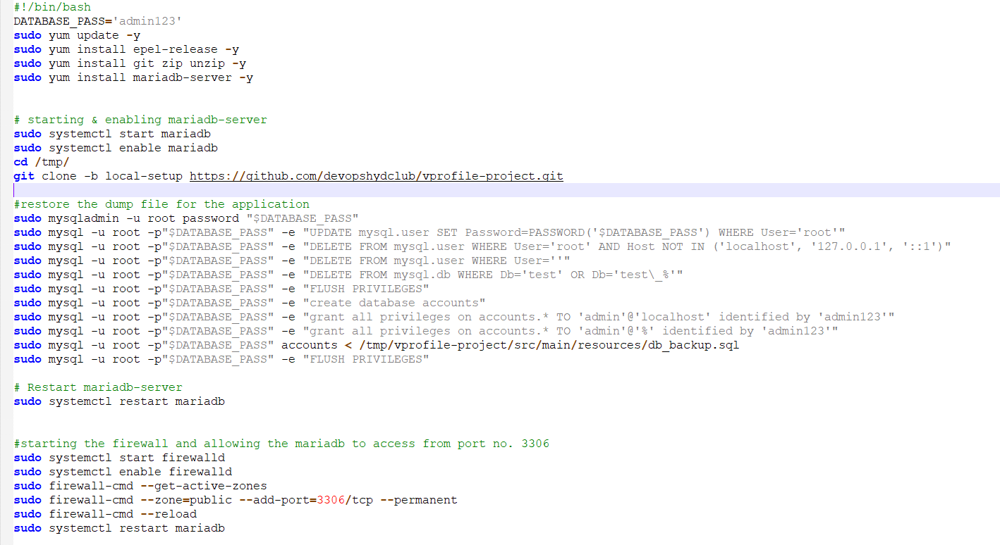 #!/bin/bash
DATABASE_PASS='admin123'
sudo yum update -y
sudo yum install epel-release -y
sudo yum install git zip unzip -y
sudo yum install mariadb-server -y
# starting & enabling mariadb-server
sudo systemctl start mariadb
sudo systemctl enable mariadb
cd /tmp/
git clone -b local-setup https://github.com/devopshydclub/vprofile-project.git
#restore the dump file for the application
sudo mysqladmin -u root password "$DATABASE_PASS"
sudo mysql -u root -p"$DATABASE_PASS" -e "UPDATE mysql.user SET Password=PASSWORD('$DATABASE_PASS') WHERE User='root'"
sudo mysql -u root -p"$DATABASE_PASS" -e "DELETE FROM mysql.user WHERE User='root' AND Host NOT IN ('localhost', '127.0.0.1', '::1')"
sudo mysql -u root -p"$DATABASE_PASS" -e "DELETE FROM mysql.user WHERE User=''"
sudo mysql -u root -p"$DATABASE_PASS" -e "DELETE FROM mysql.db WHERE Db='test' OR Db='test\_%'"
sudo mysql -u root -p"$DATABASE_PASS" -e "FLUSH PRIVILEGES"
sudo mysql -u root -p"$DATABASE_PASS" -e "create database accounts"
sudo mysql -u root -p"$DATABASE_PASS" -e "grant all privileges on accounts.* TO 'admin'@'localhost' identified by 'admin123'"
sudo mysql -u root -p"$DATABASE_PASS" -e "grant all privileges on accounts.* TO 'admin'@'%' identified by 'admin123'"
sudo mysql -u root -p"$DATABASE_PASS" accounts < /tmp/vprofile-project/src/main/resources/db_backup.sql
sudo mysql -u root -p"$DATABASE_PASS" -e "FLUSH PRIVILEGES"
# Restart mariadb-server
sudo systemctl restart mariadb
#starting the firewall and allowing the mariadb to access from port no. 3306
sudo systemctl start firewalld
sudo systemctl enable firewalld
sudo firewall-cmd --get-active-zones
sudo firewall-cmd --zone=public --add-port=3306/tcp --permanent
sudo firewall-cmd --reload
sudo systemctl restart mariadb